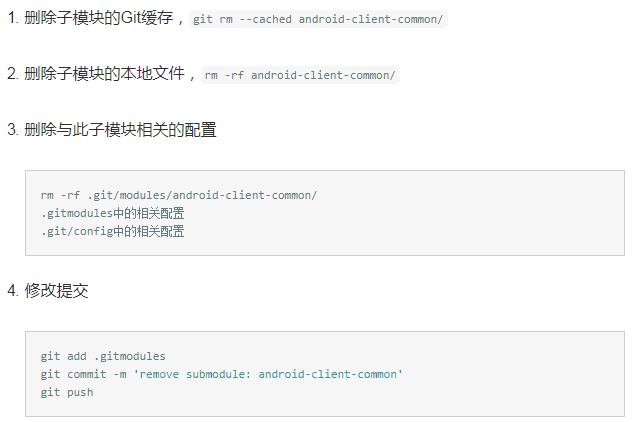 1. 删除子模块的Git缓存，git rm --cached android-client-common/
2. 删除子模块的本地文件，rm -rf android-client-common/
3. 删除与此子模块相关的配置
rm -rf .git/modules/android-client-common/
.gitmodules中的相关配置
.git/config中的相关配置
4. 修改提交
git add .gitmodules
git commit -m 'remove submodule: android-client-common'
git push